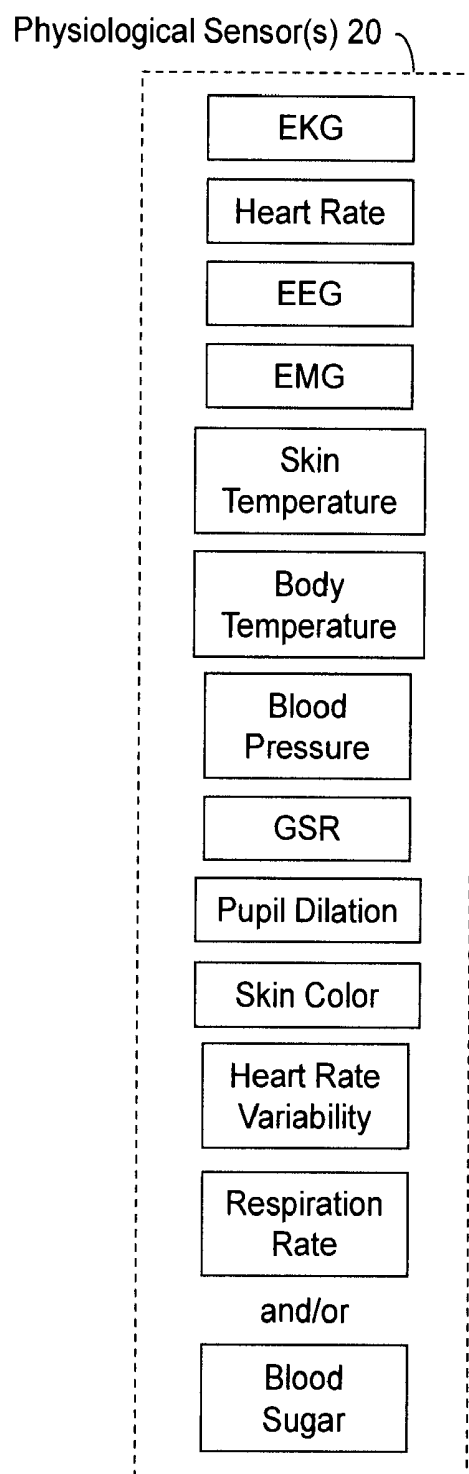 Physiological Sensor(s) 20
EKG
Heart Rate
EEG
EMG
Skin
Temperature
Body
Temperature
Blood
Pressure
GSR
Pupil Dilation
Skin Color
Heart Rate
Variability
Respiration
Rate
and/or
Blood
Sugar